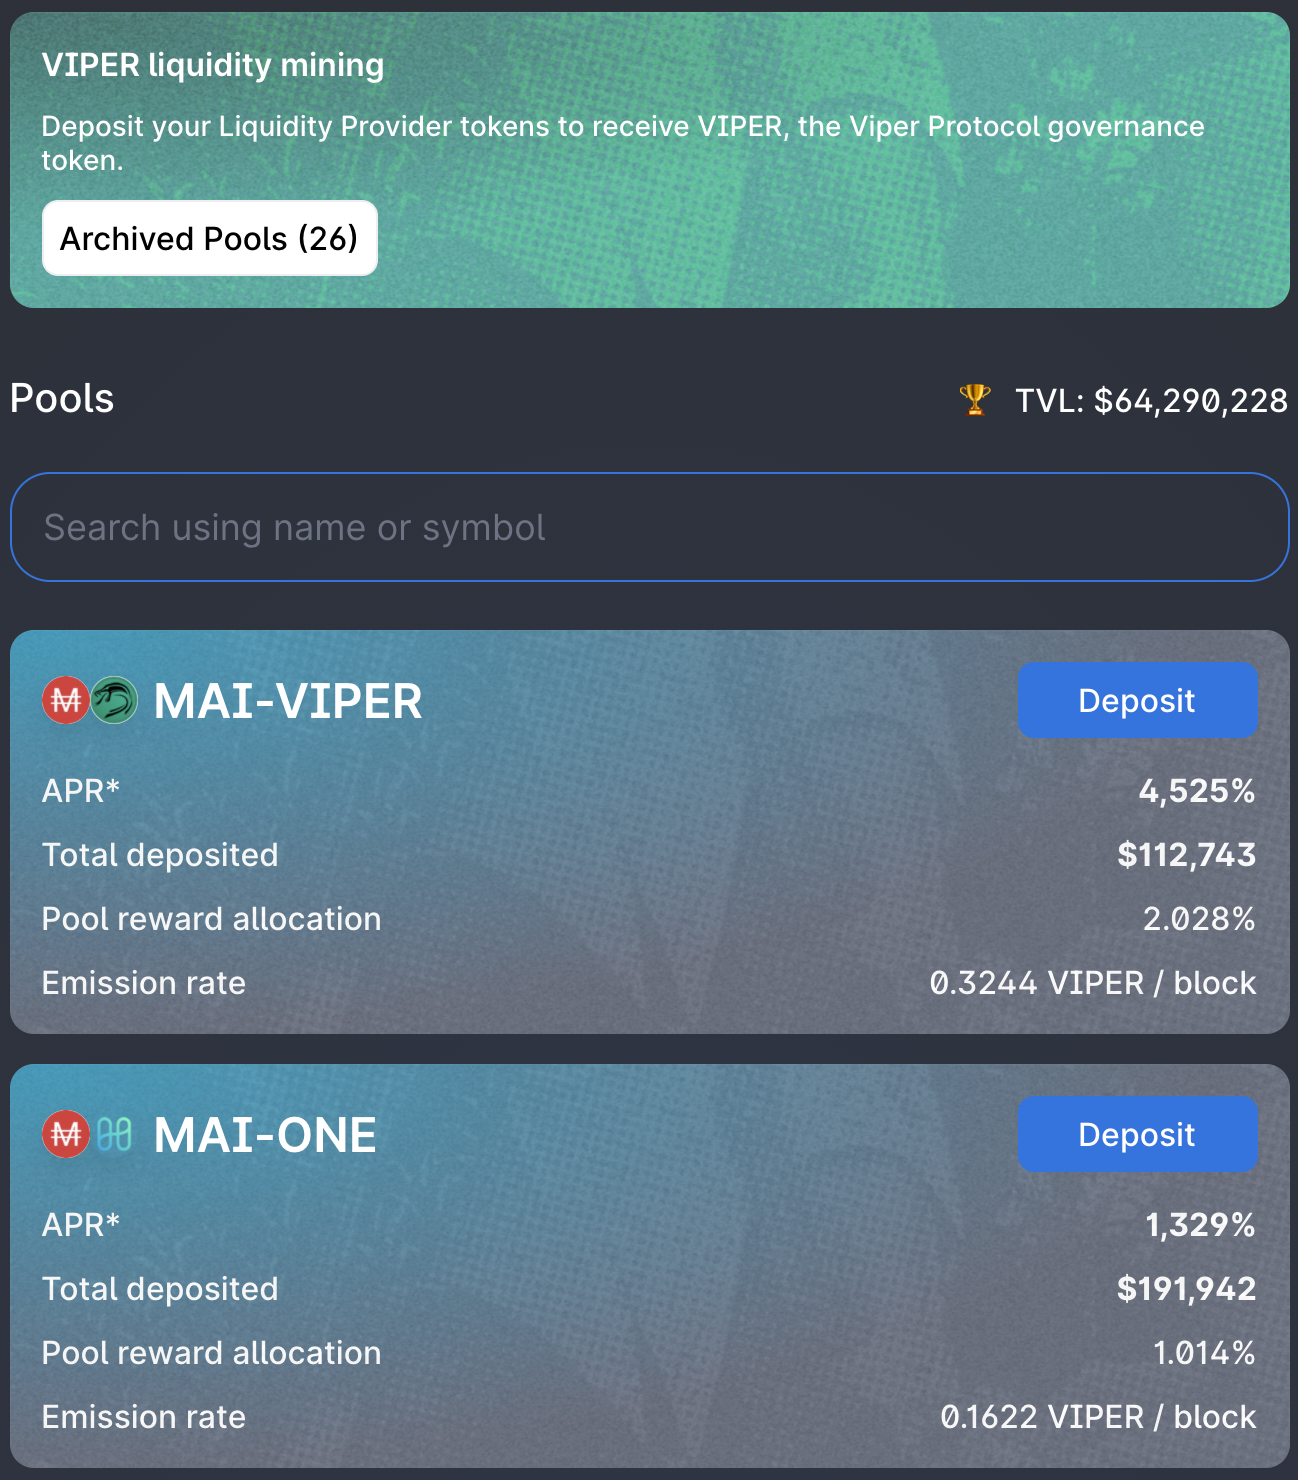 VIPER liquidity mining
Deposit your Liquidity Provider tokens to receive VIPER, the Viper Protocol governance
token.
Archived Pools (26)
Pools
🏆 TVL: $64,290,228
Search using name or symbol
MAI-VIPER
Deposit
APR* 4,525%
Total deposited $112,743
Pool reward allocation 2.028%
Emission rate 0.3244 VIPER / block
MAI-ONE
Deposit
APR* 1,329%
Total deposited $191,942
Pool reward allocation 1.014%
Emission rate 0.1622 VIPER / block